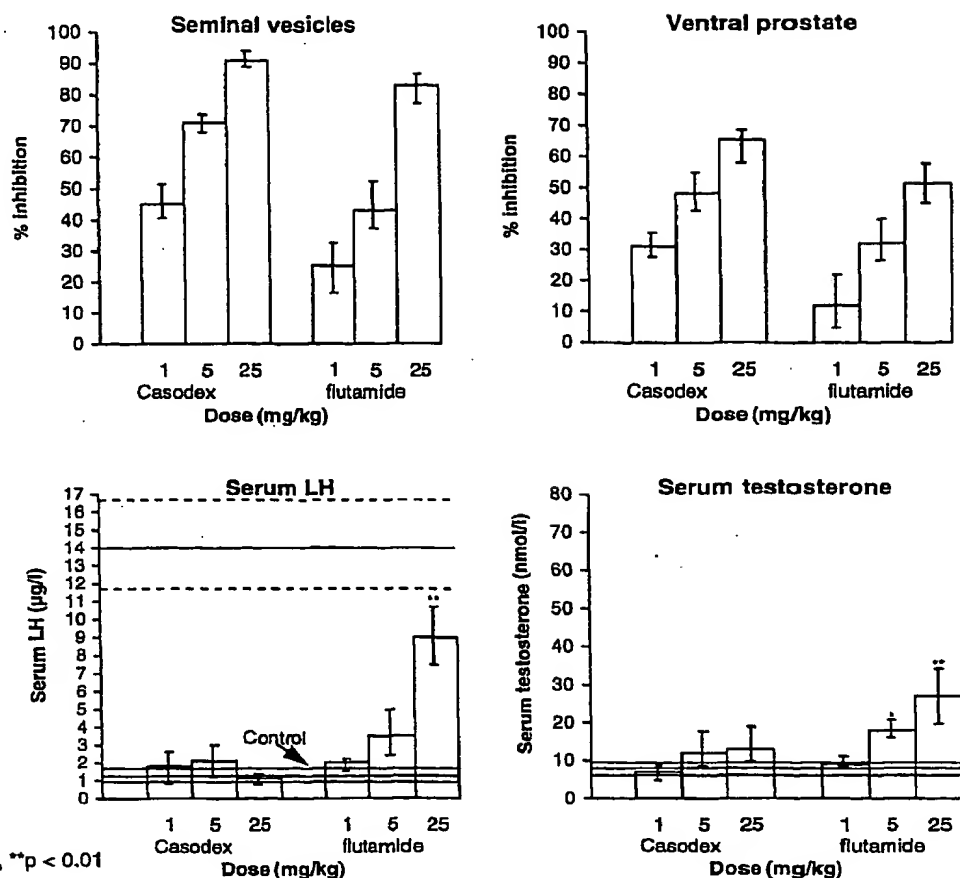 Seminal vesicles
% inhibition
100
90
80
70
60
50
40
30
20
10
0
1 5 25 1 5 25
Casodex flutamide
Dose (mg/kg)
Ventral prostate
% inhibition
100
90
80
70
60
50
40
30
20
10
0
1 5 25 1 5 25
Casodex flutamide
Dose (mg/kg)
Serum LH
Serum LH (µg/l)
17
16
15
14
13
12
11
10
9
8
7
6
5
4
3
2
1
0
**
Control
1 5 25 1 5 25
Casodex flutamide
Dose (mg/kg)
Serum testosterone
Serum testosterone (nmol/l)
80
70
60
50
40
30
20
10
0
* **
1 5 25 1 5 25
Casodex flutamide
Dose (mg/kg)
, **p < 0.01